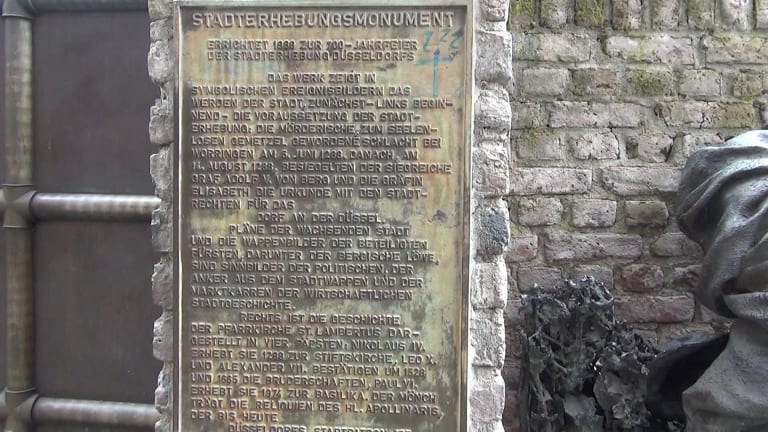 STADTERHEBUNGSMONUMENT
ERRICHTET 1988 ZUR 700-JAHRFEIER
DER STADTERHEBUNG DÜSSELDORFS
DAS WERK ZEIGT IN
SYMBOLISCHEN EREIGNISBILDERN DAS
WERDEN DER STADT, ZUNÄCHST - LINKS BEGIN-
NEND - DIE VORAUSSETZUNG DER STADT-
ERHEBUNG: DIE MÖRDERISCHE, ZUM SEELEN-
LOSEN GEMETZEL GEWORDENE SCHLACHT BEI
WORRINGEN AM 5. JUNI 1288. DANACH, AM
14. AUGUST 1288, BESIEGELTEN DER SIEGREICHE
GRAF ADOLF V. VON BERG UND DIE GRÄFIN
ELISABETH DIE URKUNDE MIT DEN STADT-
RECHTEN FÜR DAS
DORF AN DER DÜSSEL.
PLÄNE DER WACHSENDEN STADT
UND DIE WAPPENBILDER DER BETEILIGTEN
FÜRSTEN, DARUNTER DER BERGISCHE LÖWE,
SIND SINNBILDER DER POLITISCHEN, DER
ANKER AUS DEM STADTWAPPEN UND DER
MARKTKARREN DER WIRTSCHAFTLICHEN
STADTGESCHICHTE.
RECHTS IST DIE GESCHICHTE
DER PFARRKIRCHE ST. LAMBERTUS DAR-
GESTELLT IN VIER PÄPSTEN: NIKOLAUS IV.
ERHEBT SIE 1288 ZUR STIFTSKIRCHE, LEO X.
UND ALEXANDER VII. BESTÄTIGEN UM 1528
UND 1665 DIE BRUDERSCHAFTEN, PAUL VI.
ERHEBT SIE 1974 ZUR BASILIKA. DER MÖNCH
TRÄGT DIE RELIQUIEN DES HL. APOLLINARIS,
DER BIS HEUTE
DÜSSELDORFS STADTPATRON IST